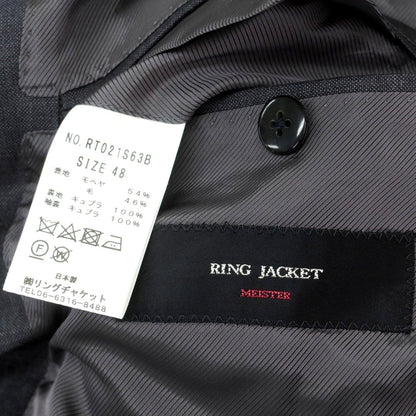 NO. RT021S63B
SIZE 48
表地 モヘヤ 54%
毛 46%
裏地 キュプラ 100%
袖裏 キュプラ 100%
日本製
㈱リングヂャケット
TEL06-6316-8488
RING JACKET
MEISTER